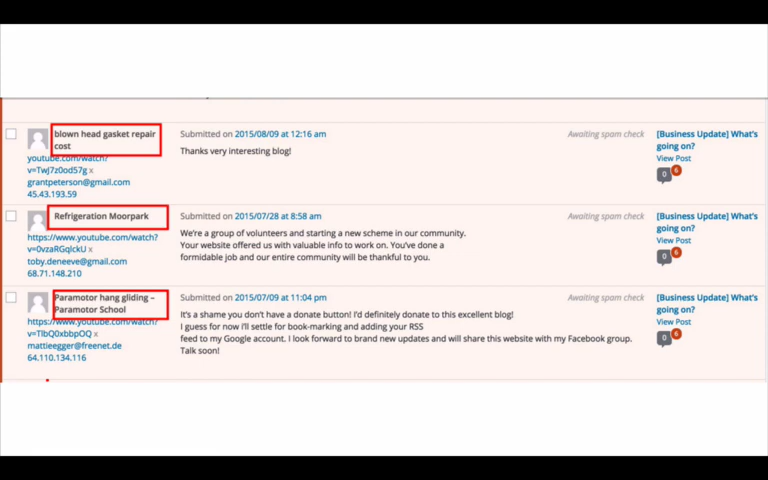 blown head gasket repair
cost
youtube.com/watch?
v=TwJ7z0od57g x
grantpeterson@gmail.com
45.43.193.59
Submitted on 2015/08/09 at 12:16 am
Thanks very interesting blog!
Awaiting spam check
[Business Update] What's
going on?
View Post
0 6
Refrigeration Moorpark
https://www.youtube.com/watch?
v=0vzaRGqlckU x
toby.deneeve@gmail.com
68.71.148.210
Submitted on 2015/07/28 at 8:58 am
We're a group of volunteers and starting a new scheme in our community.
Your website offered us with valuable info to work on. You've done a
formidable job and our entire community will be thankful to you.
Awaiting spam check
[Business Update] What's
going on?
View Post
0 6
Paramotor hang gliding –
Paramotor School
https://www.youtube.com/watch?
v=TlbQ0xbbpOQ x
mattieegger@freenet.de
64.110.134.116
Submitted on 2015/07/09 at 11:04 pm
It's a shame you don't have a donate button! I'd definitely donate to this excellent blog!
I guess for now i'll settle for book-marking and adding your RSS
feed to my Google account. I look forward to brand new updates and will share this website with my Facebook group.
Talk soon!
Awaiting spam check
[Business Update] What's
going on?
View Post
0 6